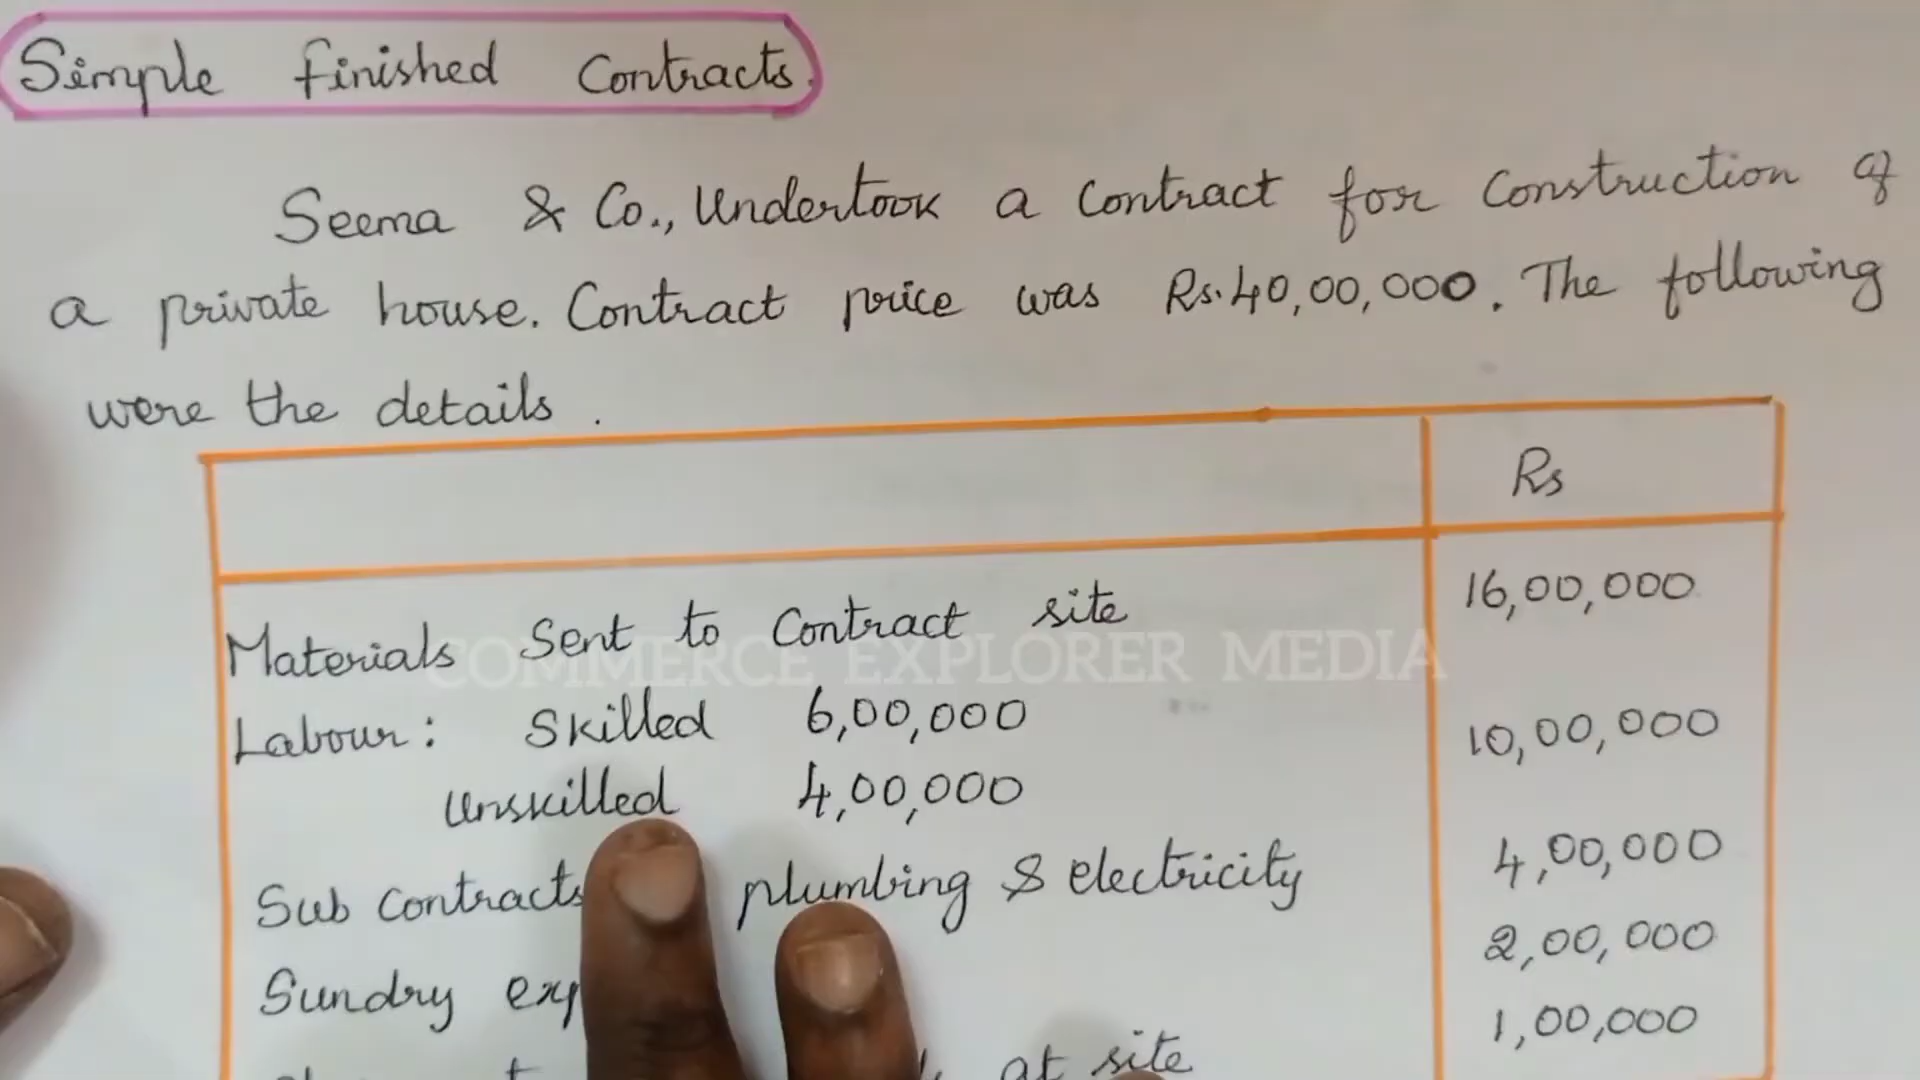 Simple Finished Contracts.
Seema & Co., Undertook a Contract for Construction of
a private house. Contract price was Rs. 40,00,000. The following
were the details.
Rs
Materials Sent to Contract site 16,00,000
COMMERCE EXPLORER MEDIA
Labour: Skilled 6,00,000 10,00,000
Unskilled 4,00,000
Sub Contracts plumbing & electricity 4,00,000
Sundry 2,00,000
at site 1,00,000